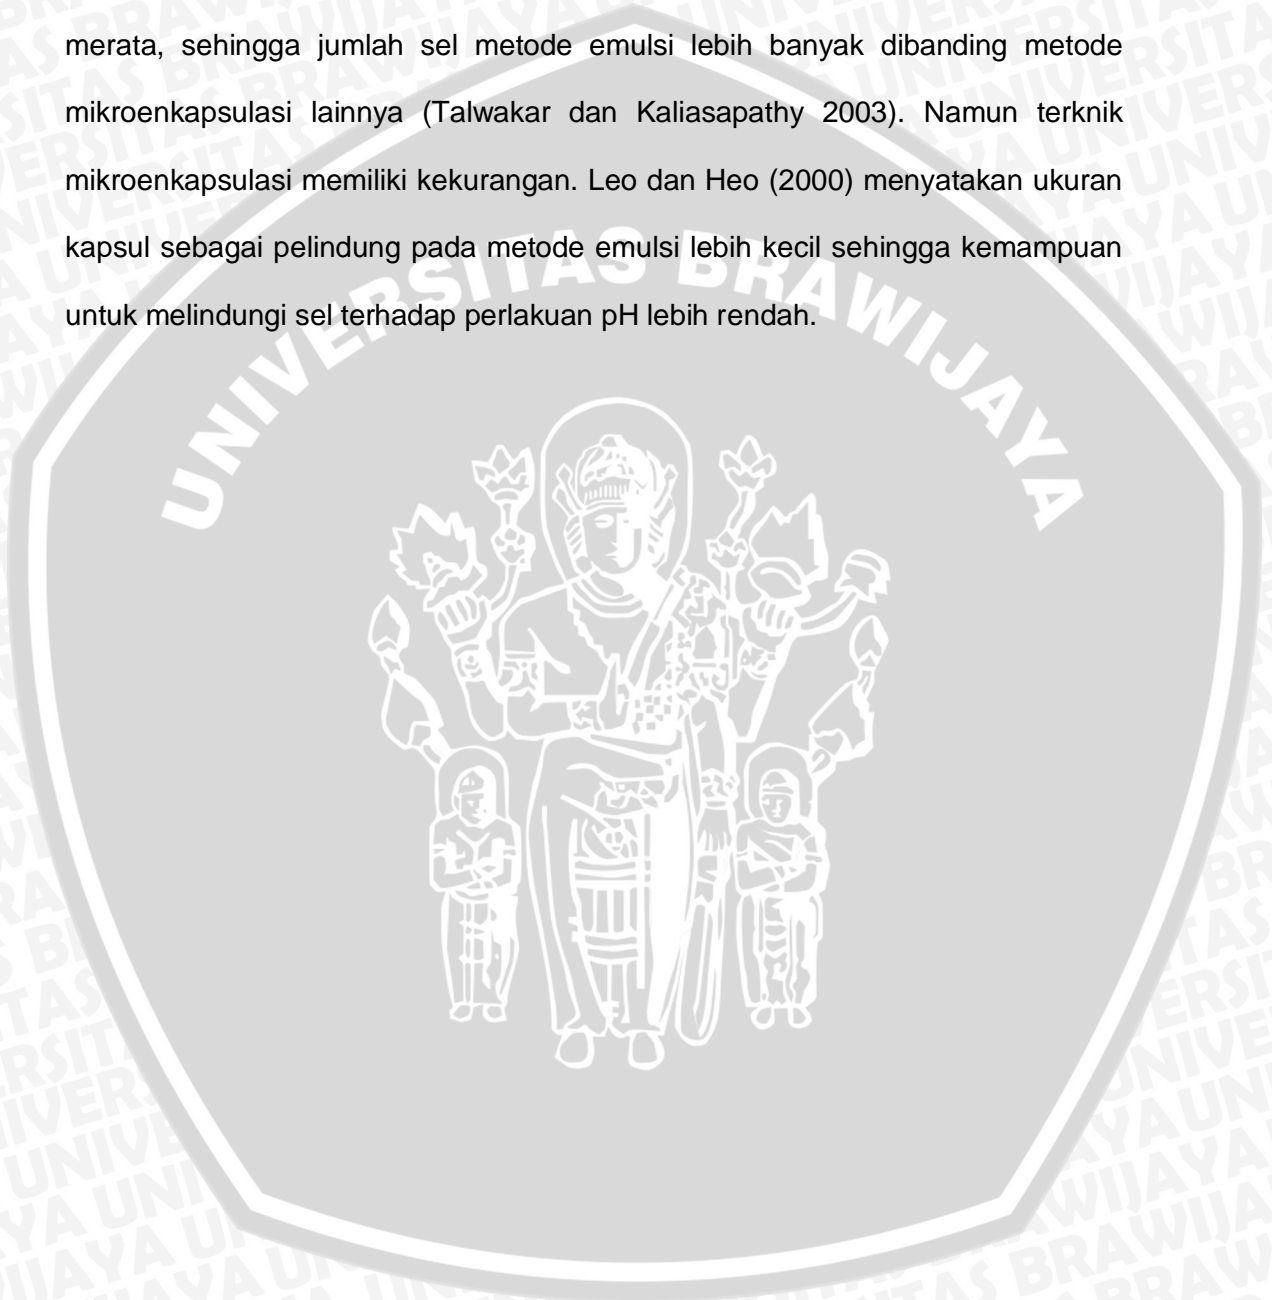 merata, sehingga jumlah sel metode emulsi lebih banyak dibanding metode
mikroenkapsulasi lainnya (Talwakar dan Kaliasapathy 2003). Namun terknik
mikroenkapsulasi memiliki kekurangan. Leo dan Heo (2000) menyatakan ukuran
kapsul sebagai pelindung pada metode emulsi lebih kecil sehingga kemampuan
untuk melindungi sel terhadap perlakuan pH lebih rendah.
UNIVERSITAS BRAWIJAYA